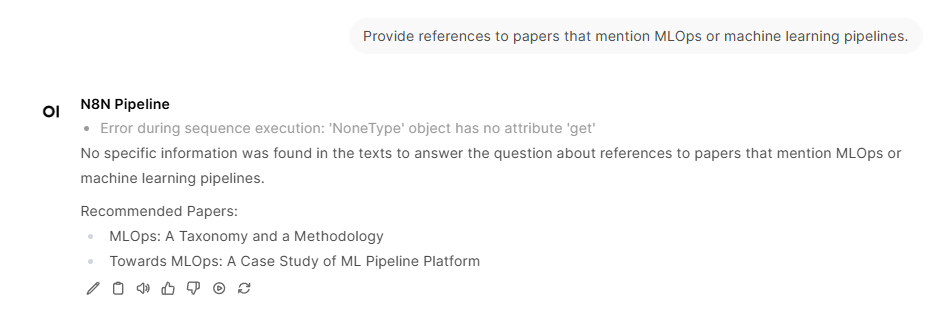 Provide references to papers that mention MLOps or machine learning pipelines.
OI
N8N Pipeline
Error during sequence execution: 'NoneType' object has no attribute 'get'
No specific information was found in the texts to answer the question about references to papers that mention MLOps or
machine learning pipelines.
Recommended Papers:
MLOps: A Taxonomy and a Methodology
Towards MLOps: A Case Study of ML Pipeline Platform